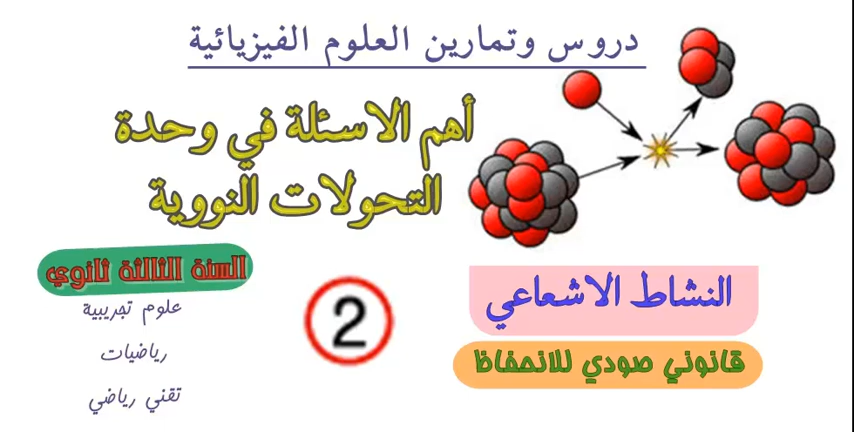 دروس وتمارين العلوم الفيزيائية
أهم الاسئلة في وحدة
التحولات النووية
السنة الثالثة ثانوي
علوم تجريبية
رياضيات
تقني رياضي
2
النشاط الاشعاعي
قانوني صودي للانحفاظ